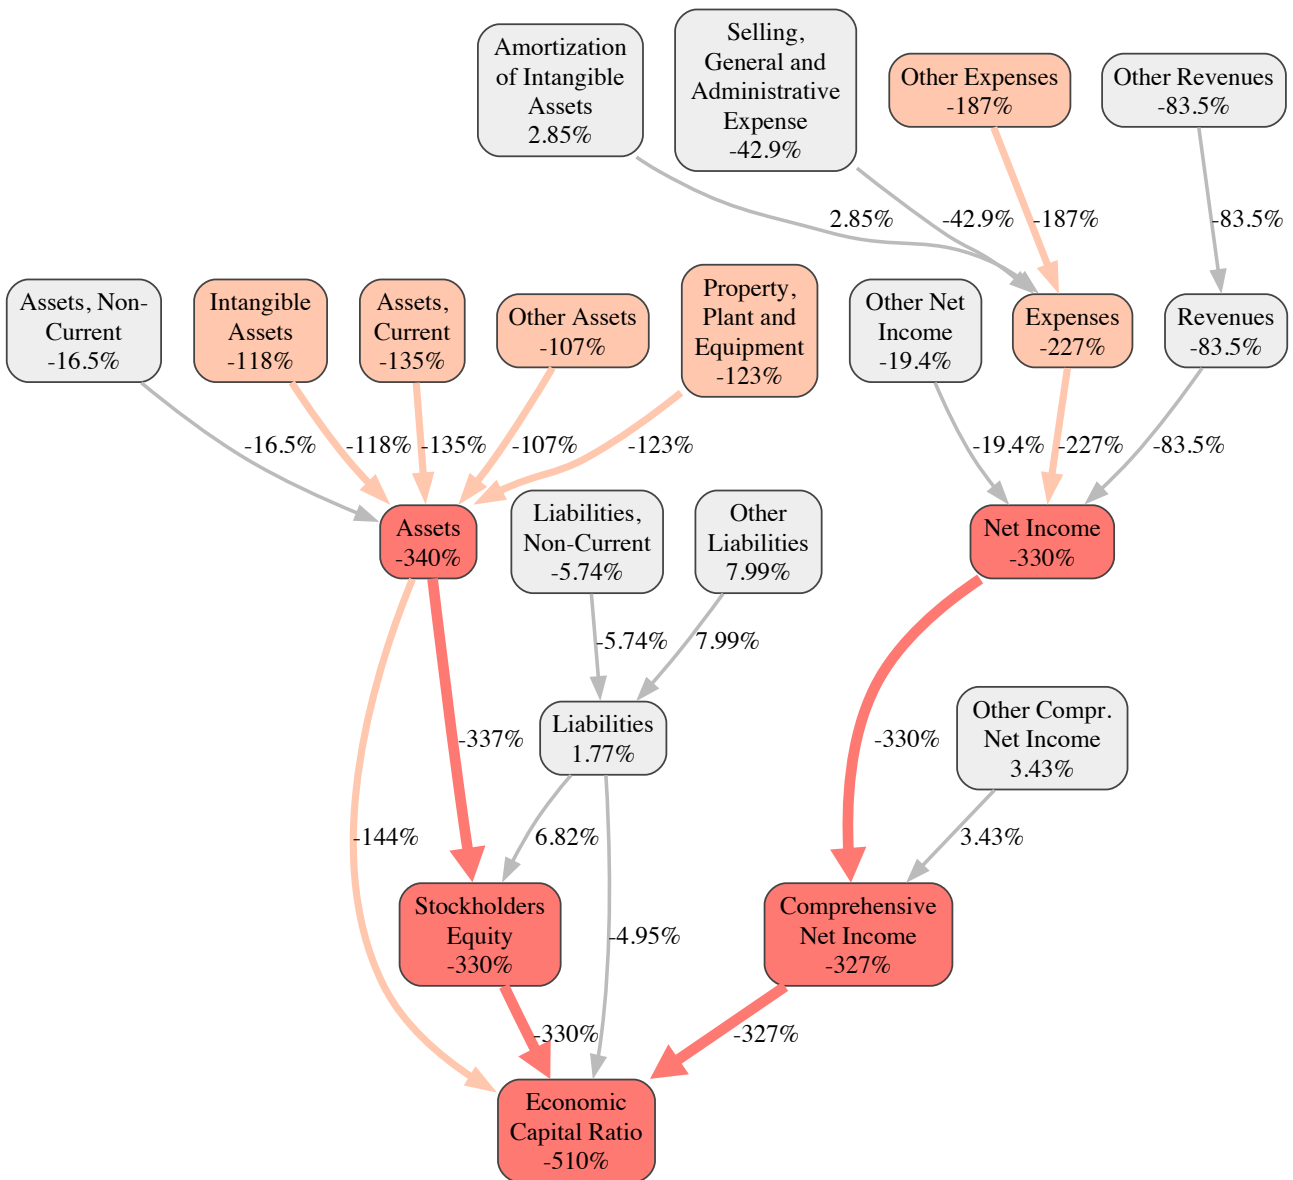 Amortization
of Intangible
Assets
2.85%
Selling,
General and
Administrative
Expense
-42.9%
Other Expenses
-187%
Other Revenues
-83.5%
2.85%
-42.9%
-187%
-83.5%
Assets, Non-
Current
-16.5%
Intangible
Assets
-118%
Assets,
Current
-135%
Other Assets
-107%
Property,
Plant and
Equipment
-123%
Other Net
Income
-19.4%
Expenses
-227%
Revenues
-83.5%
-16.5%
-118%
-135%
-107%
-123%
-19.4%
-227%
-83.5%
Assets
-340%
Liabilities,
Non-Current
-5.74%
Other
Liabilities
7.99%
Net Income
-330%
-5.74%
7.99%
-337%
Liabilities
1.77%
-330%
Other Compr.
Net Income
3.43%
-144%
6.82%
3.43%
Stockholders
Equity
-330%
-4.95%
Comprehensive
Net Income
-327%
-330%
-327%
Economic
Capital Ratio
-510%